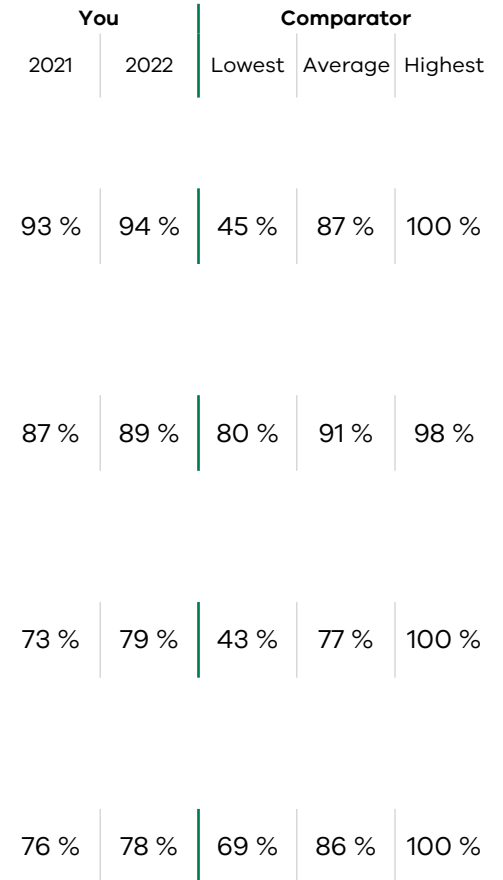 You Comparator
2021 2022 Lowest Average Highest
93 % 94 % 45 % 87 % 100 %
87 % 89 % 80 % 91 % 98 %
73 % 79 % 43 % 77 % 100 %
76 % 78 % 69 % 86 % 100 %